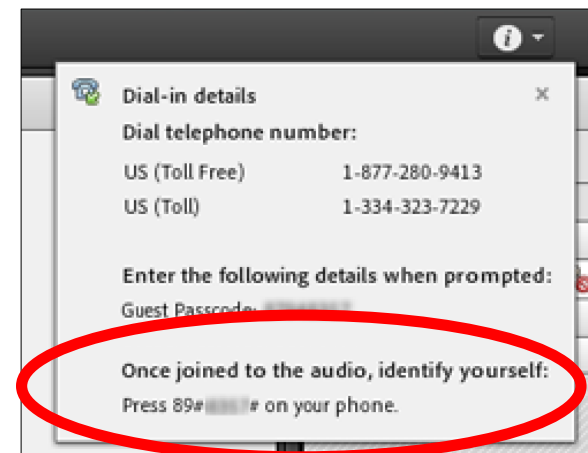 Dial-in details
Dial telephone number:
US (Toll Free) 1-877-280-9413
US (Toll) 1-334-323-7229
Enter the following details when prompted:
Guest Passcode:
Once joined to the audio, identify yourself:
Press 89# # on your phone.